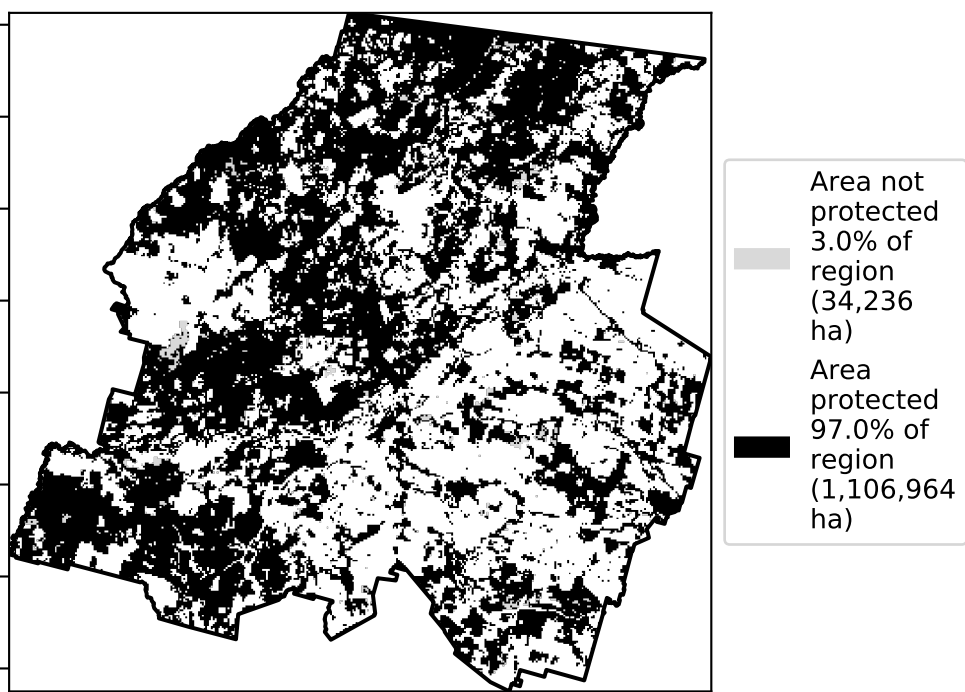 Area not
protected
3.0% of
region
(34,236
ha)
Area
protected
97.0% of
region
(1,106,964
ha)